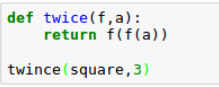 def twice(f,a):
    return f(f(a))
twince(square,3)